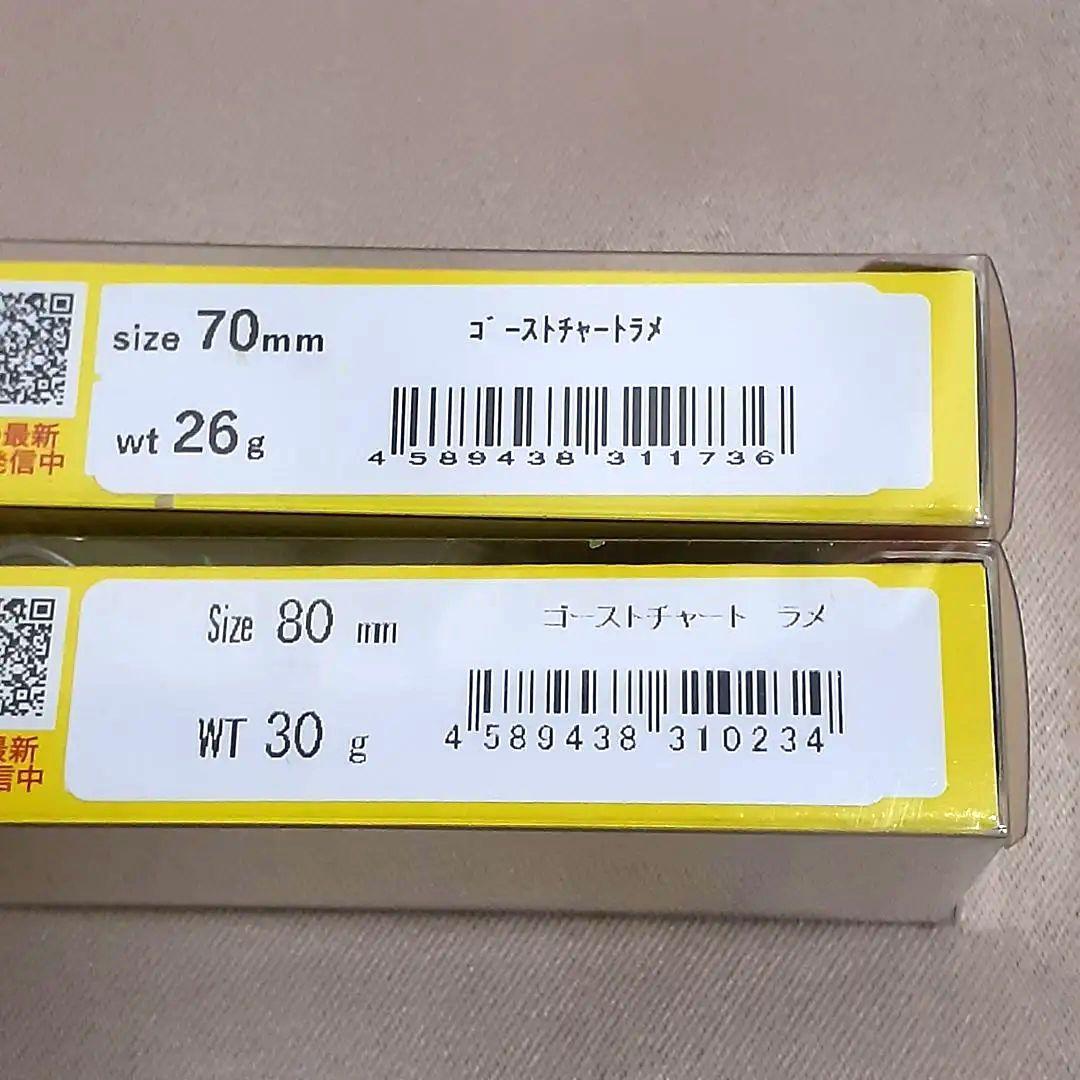 size 70mm
ｺﾞｰｽﾄﾁｬｰﾄﾗﾒ
wt 26g
4 589438 311736
最新
発信中
Size 80 mm
ゴーストチャート ラメ
WT 30 g
4 589438 310234
最新
信中